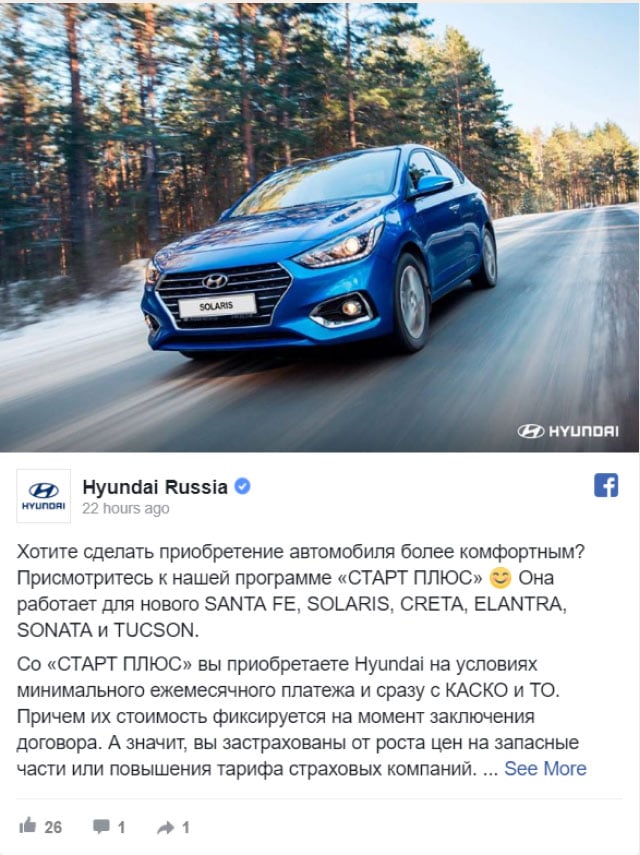 SOLARIS
HYUNDAI
HYUNDAI
Hyundai Russia
22 hours ago
Хотите сделать приобретение автомобиля более комфортным?
Присмотритесь к нашей программе «СТАРТ ПЛЮС» 😊 Она
работает для нового SANTA FE, SOLARIS, CRETA, ELANTRA,
SONATA и TUCSON.
Со «СТАРТ ПЛЮС» вы приобретаете Hyundai на условиях
минимального ежемесячного платежа и сразу с КАСКО и ТО.
Причем их стоимость фиксируется на момент заключения
договора. А значит, вы застрахованы от роста цен на запасные
части или повышения тарифа страховых компаний. ... See More
26 1 1